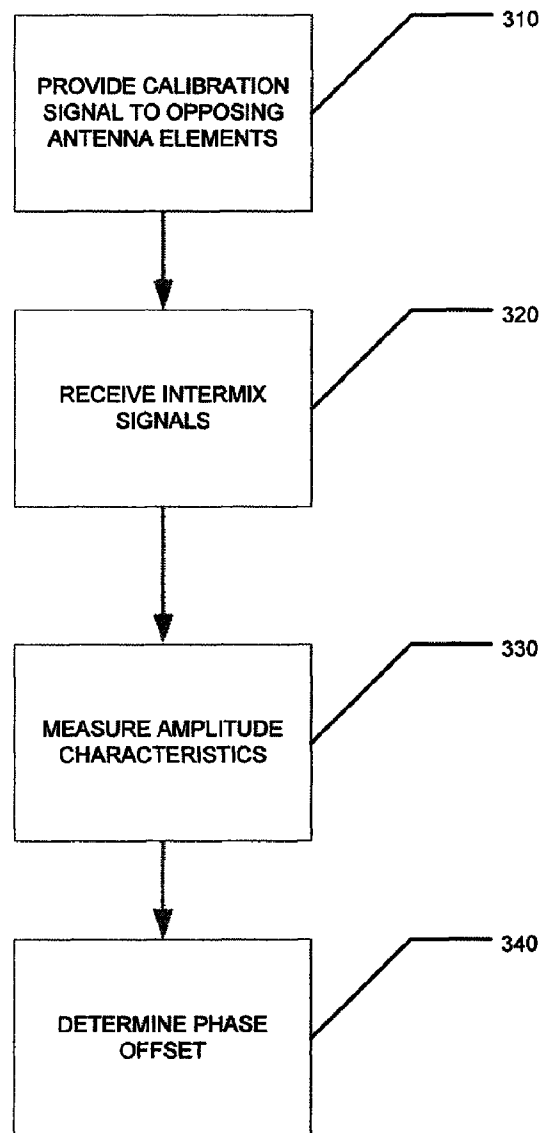 310
PROVIDE CALIBRATION
SIGNAL TO OPPOSING
ANTENNA ELEMENTS
320
RECEIVE INTERMIX
SIGNALS
330
MEASURE AMPLITUDE
CHARACTERISTICS
340
DETERMINE PHASE
OFFSET